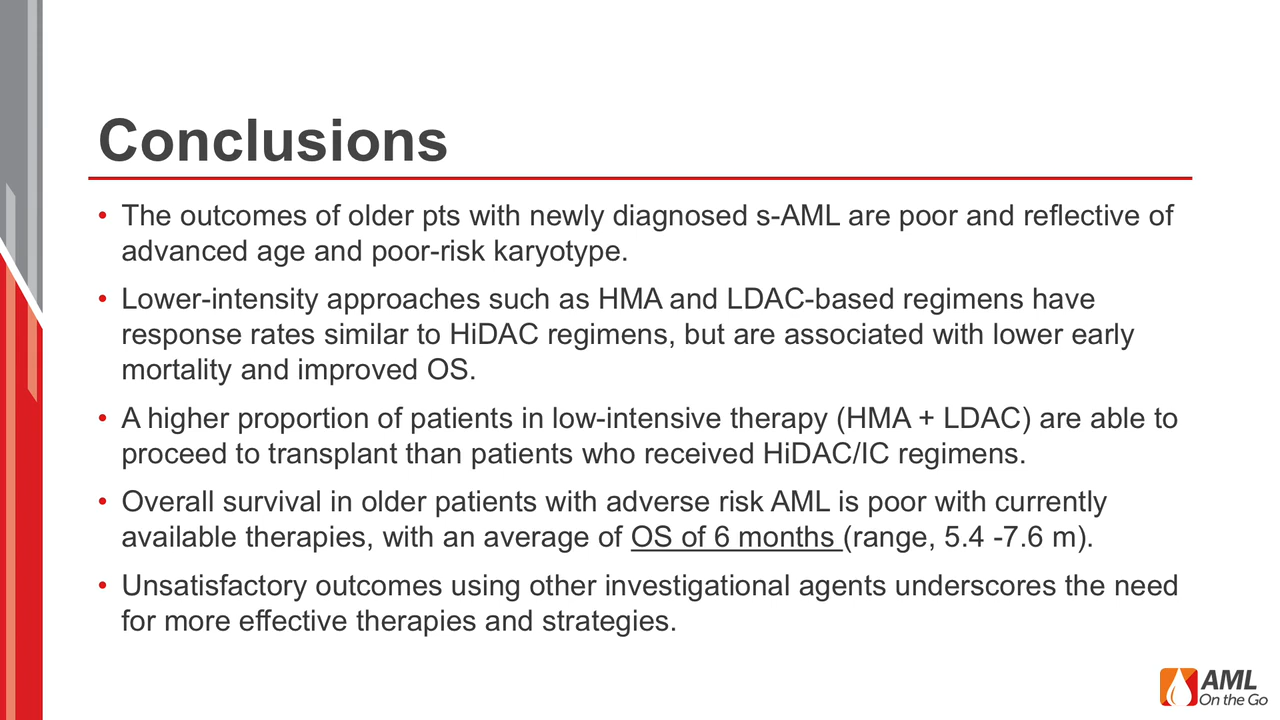 Conclusions
• The outcomes of older pts with newly diagnosed s-AML are poor and reflective of
advanced age and poor-risk karyotype.
• Lower-intensity approaches such as HMA and LDAC-based regimens have
response rates similar to HiDAC regimens, but are associated with lower early
mortality and improved OS.
• A higher proportion of patients in low-intensive therapy (HMA + LDAC) are able to
proceed to transplant than patients who received HiDAC/IC regimens.
• Overall survival in older patients with adverse risk AML is poor with currently
available therapies, with an average of OS of 6 months (range, 5.4 -7.6 m).
• Unsatisfactory outcomes using other investigational agents underscores the need
for more effective therapies and strategies.
AML
On the Go